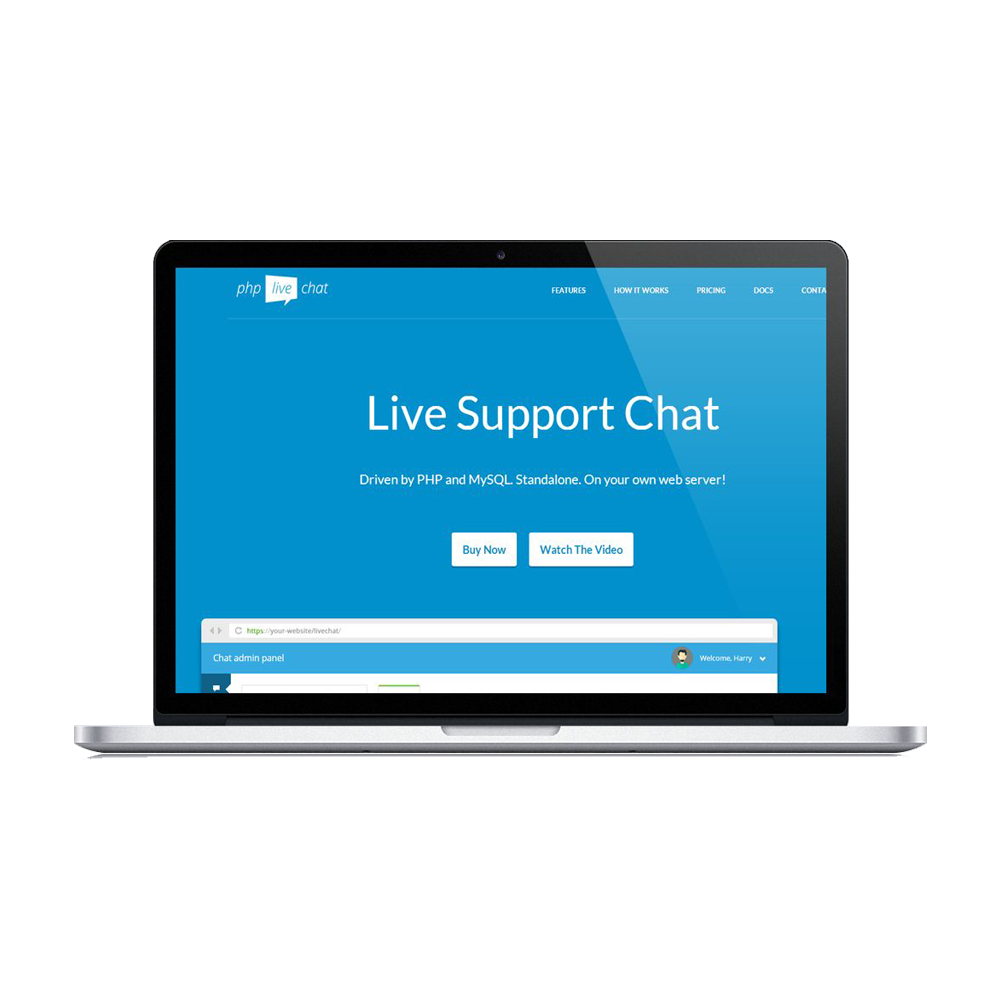 php live chat
FEATURES HOW IT WORKS PRICING DOCS CONTA
Live Support Chat
Driven by PHP and MySQL. Standalone. On your own web server!
Buy Now Watch The Video
https://your-website/livechat/
Chat admin panel Welcome, Harry